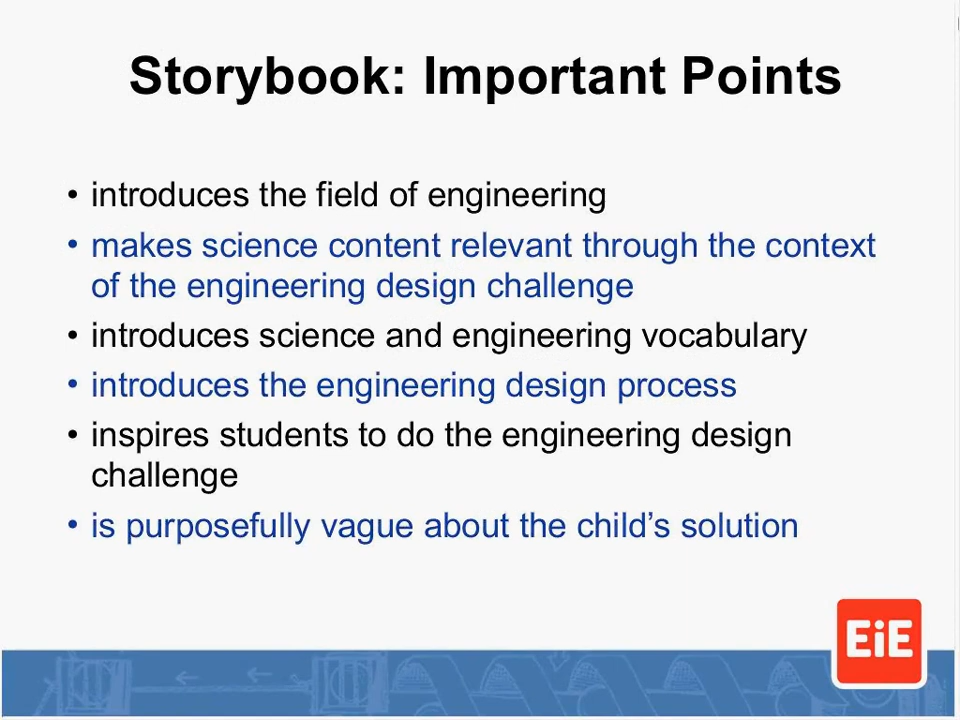 Storybook: Important Points
• introduces the field of engineering
• makes science content relevant through the context
of the engineering design challenge
• introduces science and engineering vocabulary
• introduces the engineering design process
• inspires students to do the engineering design
challenge
• is purposefully vague about the child’s solution
EiE